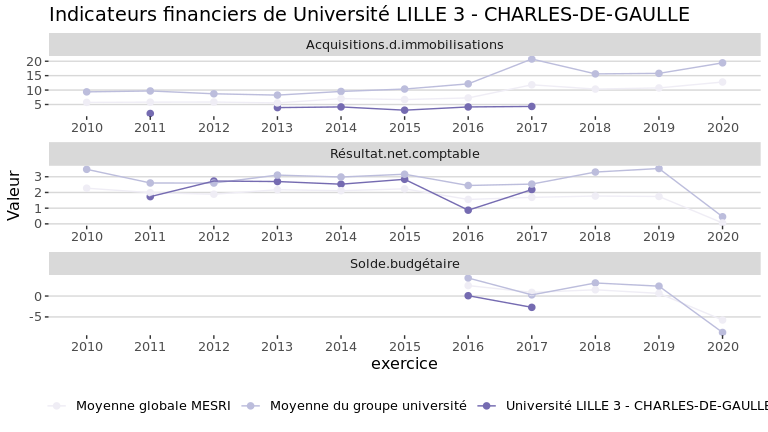 Indicateurs financiers de Université LILLE 3 - CHARLES-DE-GAULLE
Acquisitions.d.immobilisations
20
15
10
5
2010 2011 2012 2013 2014 2015 2016 2017 2018 2019 2020
Résultat.net.comptable
3
2
1
0
2010 2011 2012 2013 2014 2015 2016 2017 2018 2019 2020
Valeur
Solde.budgétaire
0
-5
2010 2011 2012 2013 2014 2015 2016 2017 2018 2019 2020
exercice
Moyenne globale MESRI Moyenne du groupe université Université LILLE 3 - CHARLES-DE-GAULLE